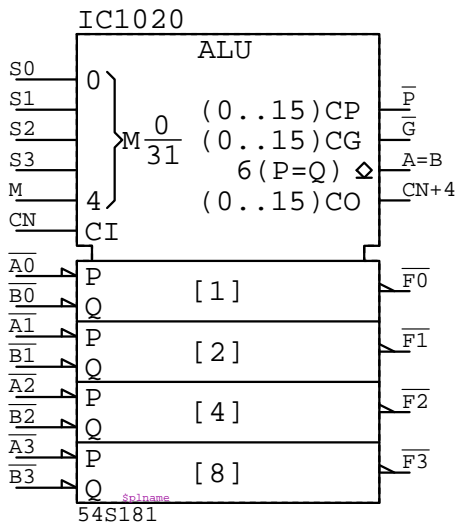 IC1020
ALU
S0 0
S1 (0..15)CP P̅
S2 M 0/31 (0..15)CG G̅
S3 6(P=Q) A=B
M 4 (0..15)CO CN+4
CN CI
A0̅ P
[1] F0̅
B0̅ Q
A1̅ P
[2] F1̅
B1̅ Q
A2̅ P
[4] F2̅
B2̅ Q
A3̅ P
[8] F3̅
B3̅ Q
$plname
54S181